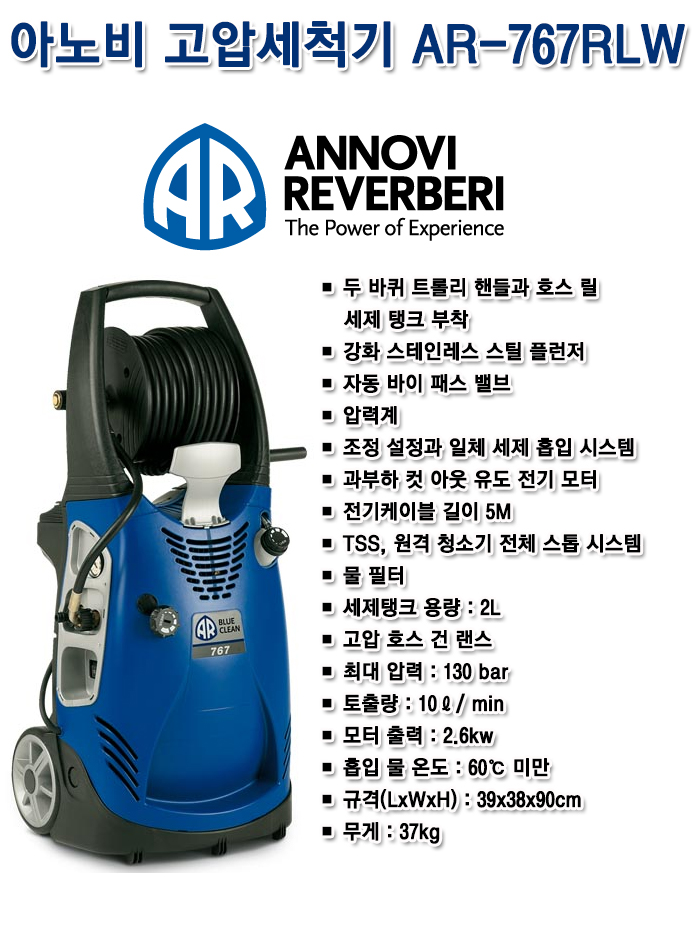 아노비 고압세척기 AR-767RLW
AR
ANNOVI
REVERBERI
The Power of Experience
▪ 두 바퀴 트롤리 핸들과 호스 릴
세제 탱크 부착
▪ 강화 스테인레스 스틸 플런저
▪ 자동 바이 패스 밸브
▪ 압력계
▪ 조정 설정과 일체 세제 흡입 시스템
▪ 과부하 컷 아웃 유도 전기 모터
▪ 전기케이블 길이 5M
▪ TSS, 원격 청소기 전체 스톱 시스템
▪ 물 필터
▪ 세제탱크 용량 : 2L
▪ 고압 호스 건 랜스
▪ 최대 압력 : 130 bar
▪ 토출량 : 10ℓ/ min
▪ 모터 출력 : 2.6kw
▪ 흡입 물 온도 : 60℃ 미만
▪ 규격(LxWxH) : 39x38x90cm
▪ 무게 : 37kg
AR BLUE
CLEAN
767